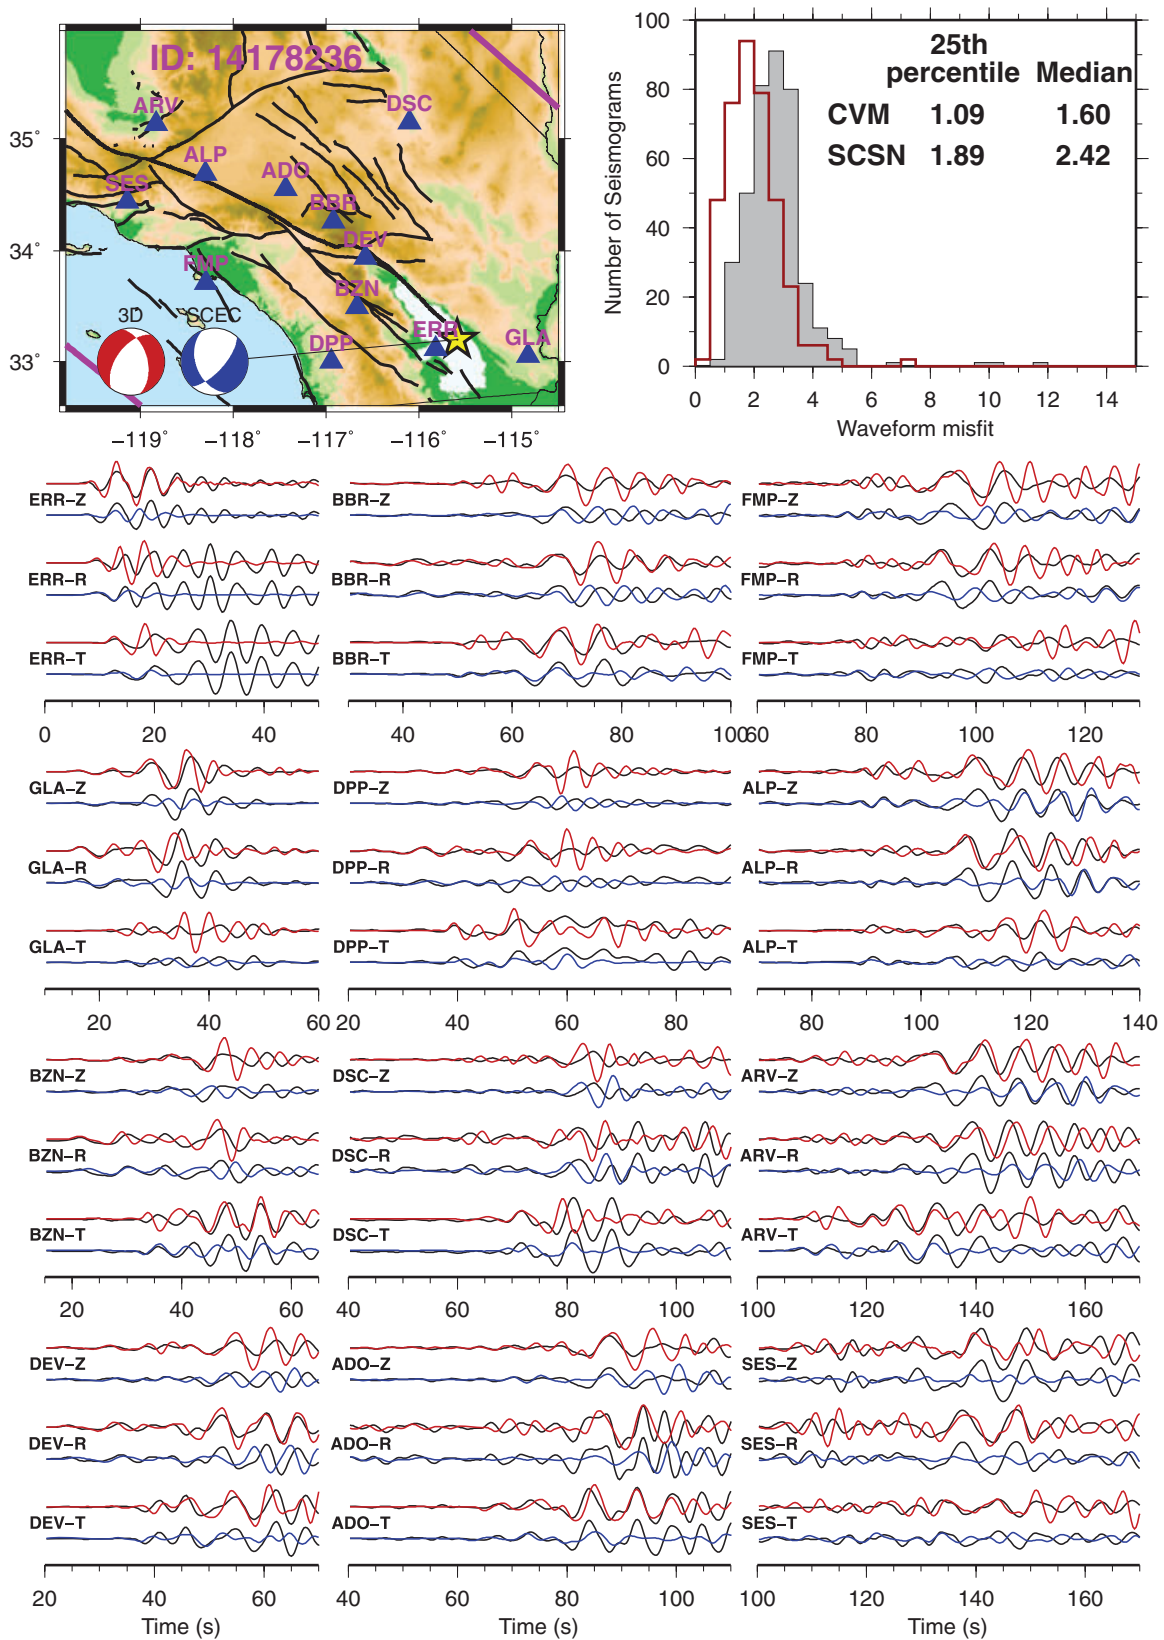 ID: 14178236
ARV
DSC
ALP
ADO
SES
BBR
DEV
FMP
BZN
3D
SCEC
DPP
ERR
GLA
35°
34°
33°
−119°
−118°
−117°
−116°
−115°
Number of Seismograms
100
80
60
40
20
0
25th
percentile
Median
CVM
1.09
1.60
SCSN
1.89
2.42
0
2
4
6
8
10
12
14
Waveform misfit
ERR−Z
BBR−Z
FMP−Z
ERR−R
BBR−R
FMP−R
ERR−T
BBR−T
FMP−T
0
20
40
40
60
80
100
60
80
100
120
GLA−Z
DPP−Z
ALP−Z
GLA−R
DPP−R
ALP−R
GLA−T
DPP−T
ALP−T
20
40
60
20
40
60
80
80
100
120
140
BZN−Z
DSC−Z
ARV−Z
BZN−R
DSC−R
ARV−R
BZN−T
DSC−T
ARV−T
20
40
60
40
60
80
100
100
120
140
160
DEV−Z
ADO−Z
SES−Z
DEV−R
ADO−R
SES−R
DEV−T
ADO−T
SES−T
20
40
60
40
60
80
100
100
120
140
160
Time (s)
Time (s)
Time (s)